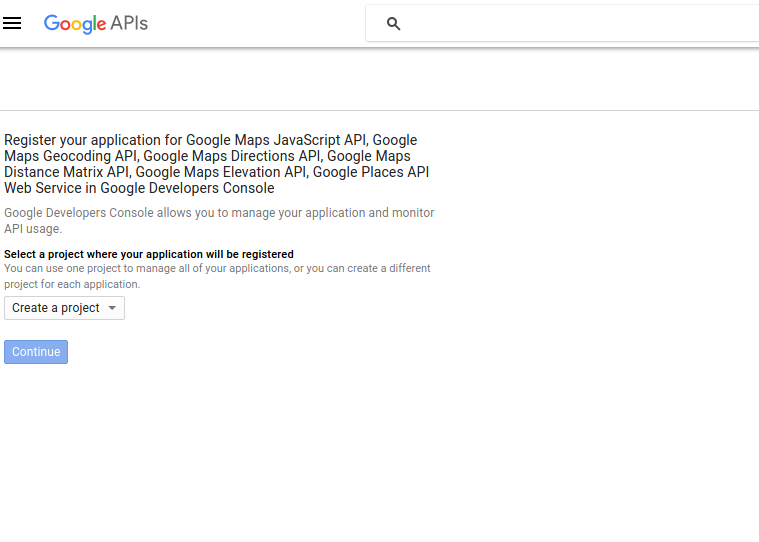 Google APIs
Register your application for Google Maps JavaScript API, Google
Maps Geocoding API, Google Maps Directions API, Google Maps
Distance Matrix API, Google Maps Elevation API, Google Places API
Web Service in Google Developers Console
Google Developers Console allows you to manage your application and monitor
API usage.
Select a project where your application will be registered
You can use one project to manage all of your applications, or you can create a different
project for each application.
Create a project
Continue